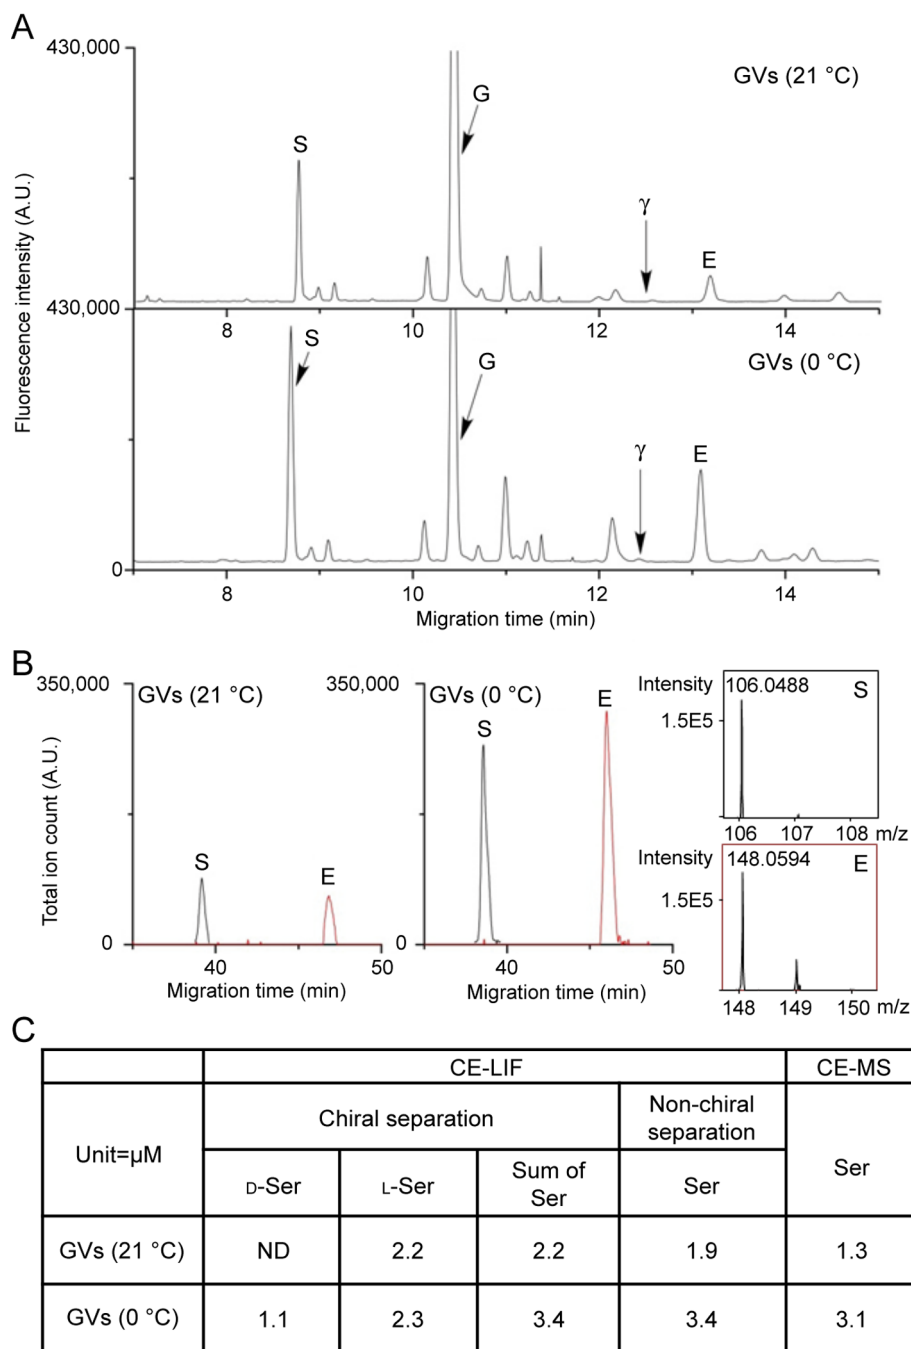 A
430,000
GVs (21 °C)
G
S
γ
E
Fluorescence intensity (A.U.)
8 10 12 14
430,000
S
G
GVs (0 °C)
γ
E
0
8 10 12 14
Migration time (min)
B
350,000
GVs (21 °C)
S
E
Total ion count (A.U.)
0
40 50
Migration time (min)
350,000
GVs (0 °C)
S
E
0
40 50
Migration time (min)
Intensity
106.0488
S
1.5E5
106 107 108 m/z
Intensity
148.0594
E
1.5E5
148 149 150 m/z
C
CE-LIF CE-MS
Unit=µM
Chiral separation
Non-chiral
separation
Ser
D-Ser
L-Ser
Sum of
Ser
Ser
GVs (21 °C) ND 2.2 2.2 1.9 1.3
GVs (0 °C) 1.1 2.3 3.4 3.4 3.1